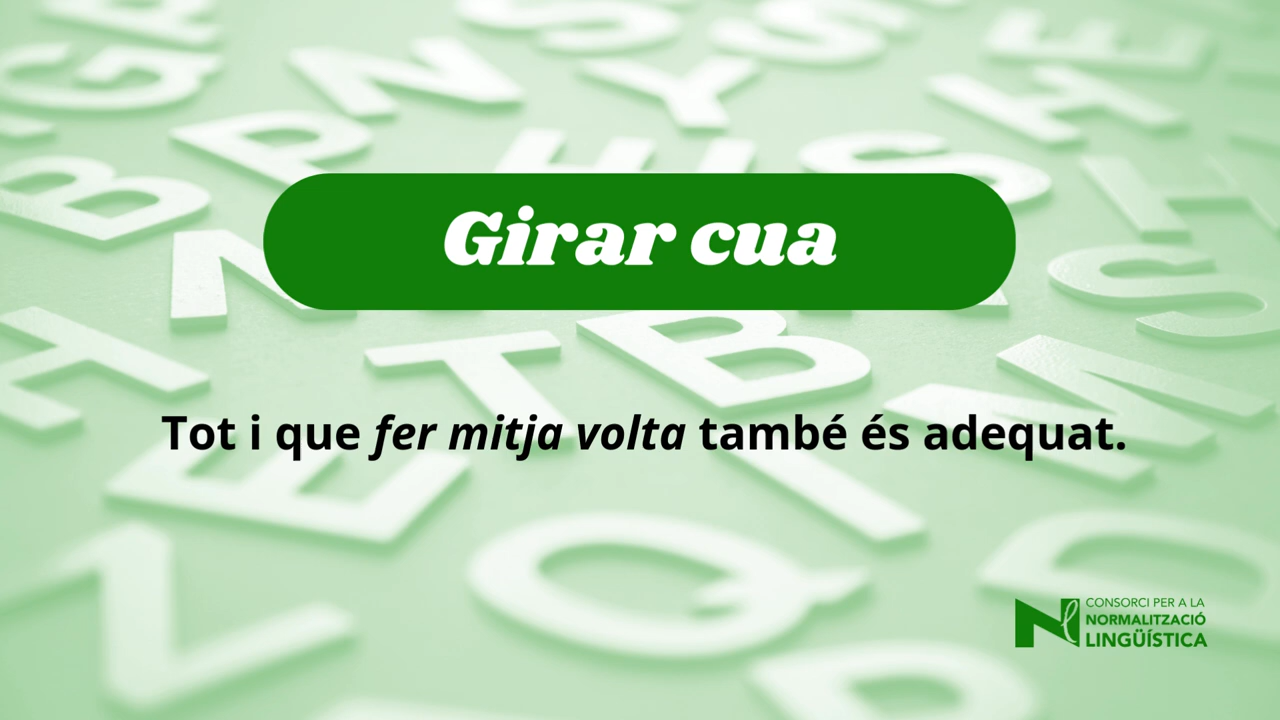 Girar cua
Tot i que fer mitja volta també és adequat.
CONSORCI PER A LA
NORMALITZACIÓ
LINGÜÍSTICA